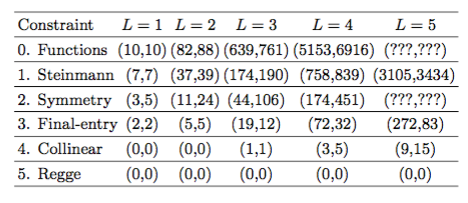 Constraint L = 1 L = 2 L = 3 L = 4 L = 5
0. Functions (10,10) (82,88) (639,761) (5153,6916) (???,???)
1. Steinmann (7,7) (37,39) (174,190) (758,839) (3105,3434)
2. Symmetry (3,5) (11,24) (44,106) (174,451) (???,???)
3. Final-entry (2,2) (5,5) (19,12) (72,32) (272,83)
4. Collinear (0,0) (0,0) (1,1) (3,5) (9,15)
5. Regge (0,0) (0,0) (0,0) (0,0) (0,0)